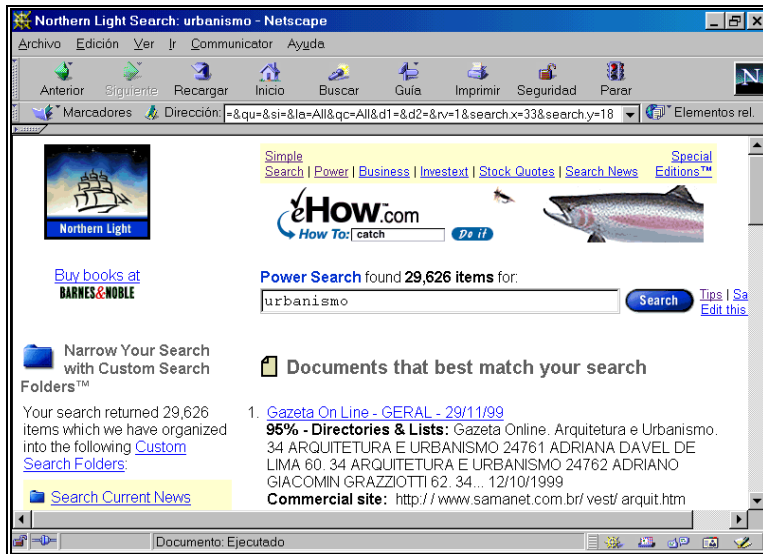 Northern Light Search: urbanismo - Netscape
Archivo Edición Ver Ir Communicator Ayuda
Anterior Siguiente Recargar Inicio Buscar Guía Imprimir Seguridad Parar
N
Marcadores Dirección: =&qu=&si=&la=All&qc=All&d1=&d2=&rv=1&search.x=33&search.y=18 Elementos rel.
Northern Light
Simple
Search | Power | Business | Investext | Stock Quotes | Search News
Special
Editions™
eHow.com
How To: catch Do it
Buy books at
BARNES&NOBLE
Power Search found 29,626 items for:
urbanismo Search
Tips | Sa
Edit this
Narrow Your Search
with Custom Search
Folders™
Your search returned 29,626
items which we have organized
into the following Custom
Search Folders:
Search Current News
Documents that best match your search
1. Gazeta On Line - GERAL - 29/11/99
95% - Directories & Lists: Gazeta Online. Arquitetura e Urbanismo.
34 ARQUITETURA E URBANISMO 24761 ADRIANA DAVEL DE
LIMA 60. 34 ARQUITETURA E URBANISMO 24762 ADRIANO
GIACOMIN GRAZZIOTTI 62. 34... 12/10/1999
Commercial site: http:/ / www.samanet.com.br/ vest/ arquit.htm
Documento: Ejecutado